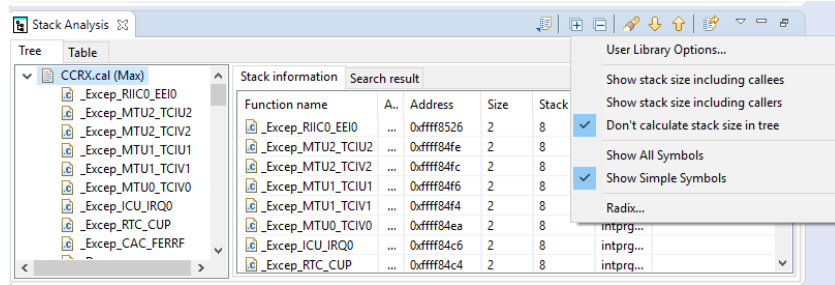 Stack Analysis
Tree Table
CCRX.cal (Max)
_Excep_RIIC0_EEI0
_Excep_MTU2_TCIU2
_Excep_MTU2_TCIV2
_Excep_MTU1_TCIU1
_Excep_MTU1_TCIV1
_Excep_MTU0_TCIV0
_Excep_ICU_IRQ0
_Excep_RTC_CUP
_Excep_CAC_FERRF
Stack information Search result
Function name A.. Address Size Stack
_Excep_RIIC0_EEI0 ... 0xffff8526 2 8
_Excep_MTU2_TCIU2 ... 0xffff84fe 2 8
_Excep_MTU2_TCIV2 ... 0xffff84fc 2 8
_Excep_MTU1_TCIU1 ... 0xffff84f6 2 8
_Excep_MTU1_TCIV1 ... 0xffff84f4 2 8
_Excep_MTU0_TCIV0 ... 0xffff84ea 2 8 intprg...
_Excep_ICU_IRQ0 ... 0xffff84c6 2 8 intprg...
_Excep_RTC_CUP ... 0xffff84c4 2 8 intprg...
User Library Options...
Show stack size including callees
Show stack size including callers
Don't calculate stack size in tree
Show All Symbols
Show Simple Symbols
Radix...